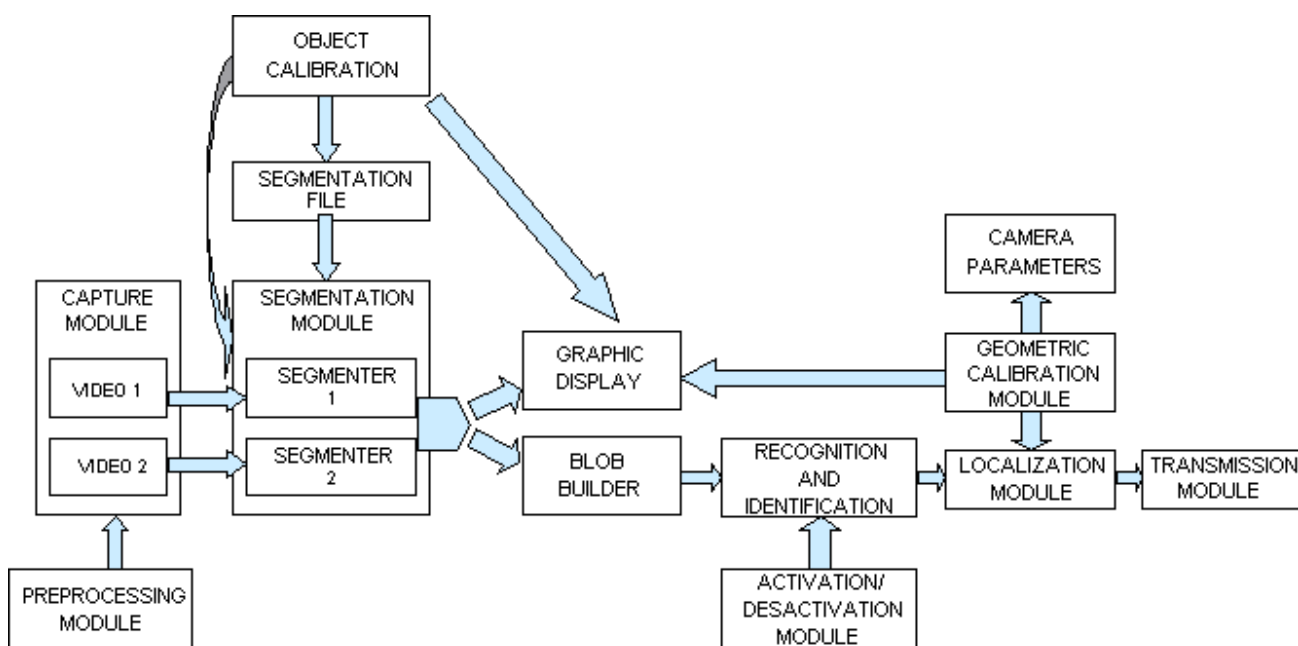 OBJECT
CALIBRATION
SEGMENTATION
FILE
CAMERA
PARAMETERS
CAPTURE
MODULE
VIDEO 1
VIDEO 2
SEGMENTATION
MODULE
SEGMENTER
1
SEGMENTER
2
GRAPHIC
DISPLAY
GEOMETRIC
CALIBRATION
MODULE
BLOB
BUILDER
RECOGNITION
AND
IDENTIFICATION
LOCALIZATION
MODULE
TRANSMISSION
MODULE
PREPROCESSING
MODULE
ACTIVATION/
DESACTIVATION
MODULE